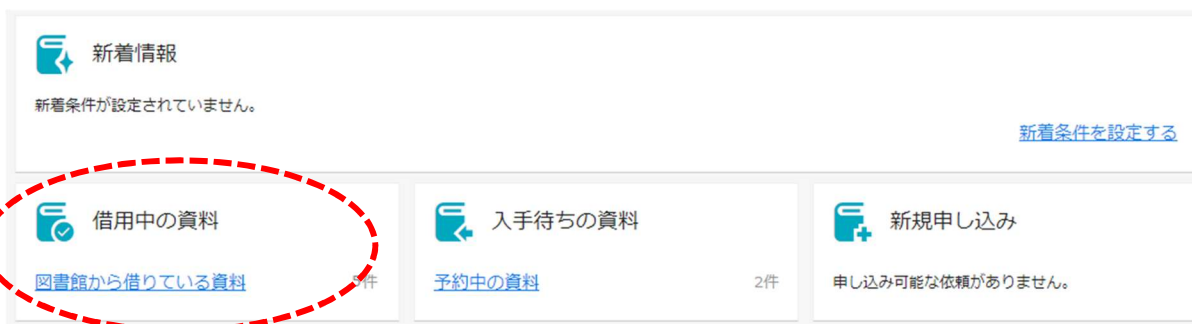 新着情報
新着条件が設定されていません。
新着条件を設定する
借用中の資料
図書館から借りている資料
件
入手待ちの資料
予約中の資料 2件
新規申し込み
申し込み可能な依頼がありません。